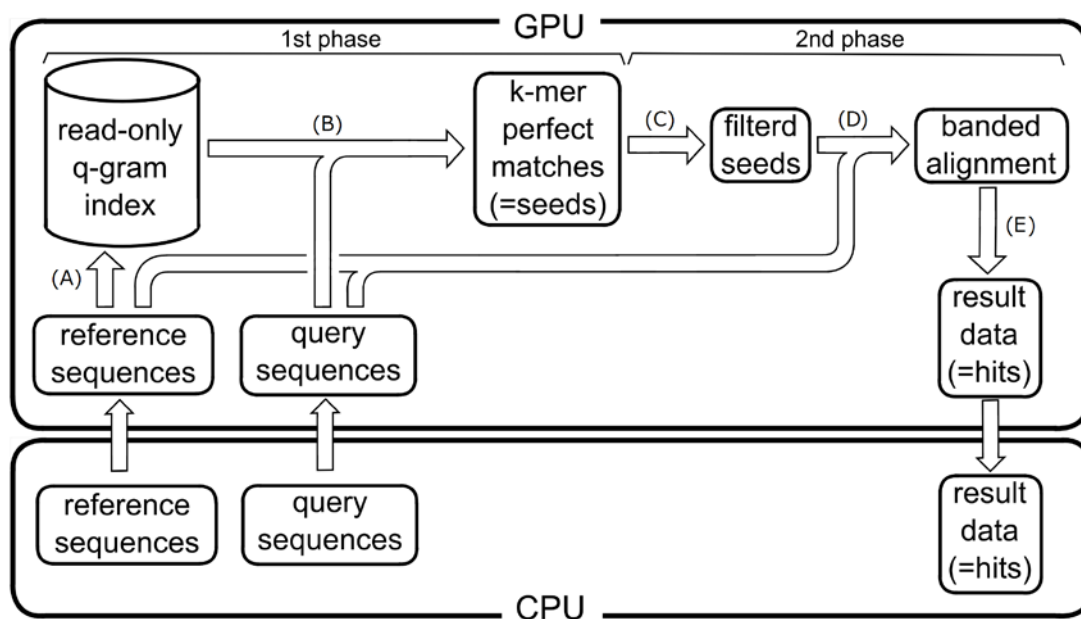 GPU
1st phase
2nd phase
read-only
q-gram
index
(B)
k-mer
perfect
matches
(=seeds)
(C)
filterd
seeds
(D)
banded
alignment
(A)
(E)
reference
sequences
query
sequences
result
data
(=hits)
reference
sequences
query
sequences
result
data
(=hits)
CPU